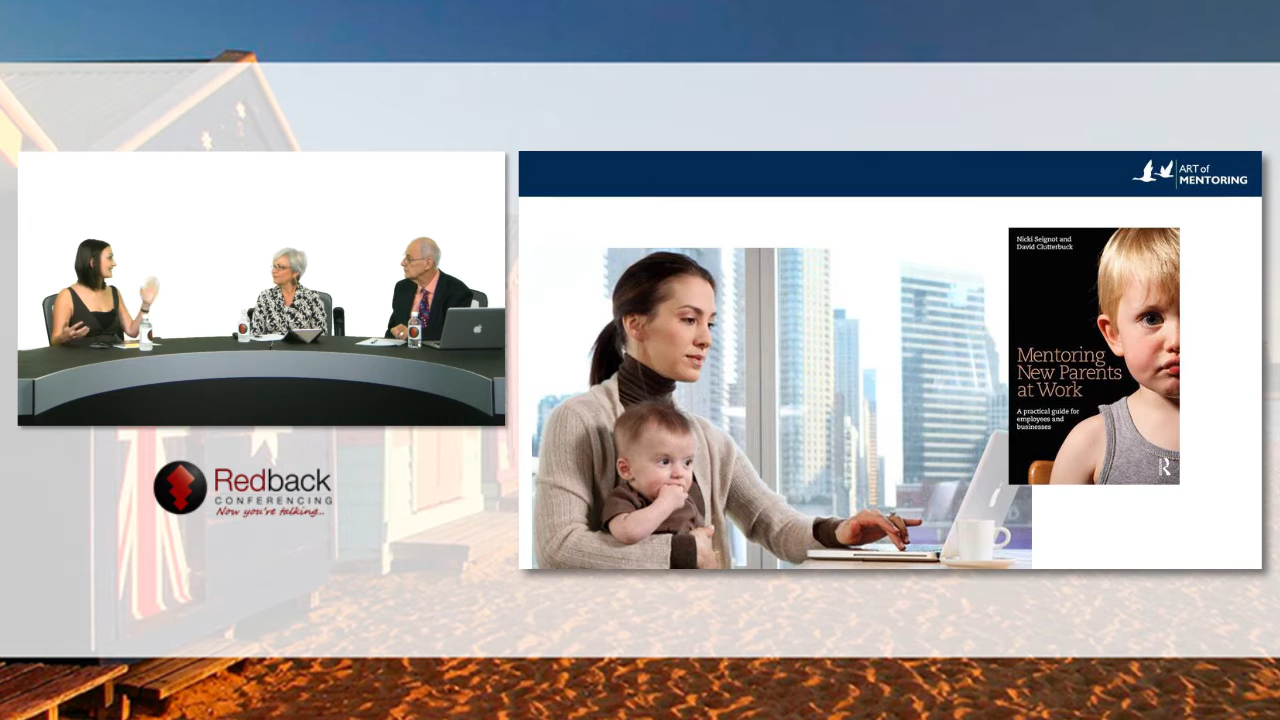 Redback
CONFERENCING
Now you're talking...
ART of
MENTORING
Nicki Seignot and
David Clutterbuck
Mentoring
New Parents
at Work
A practical guide for
employees and
businesses
R